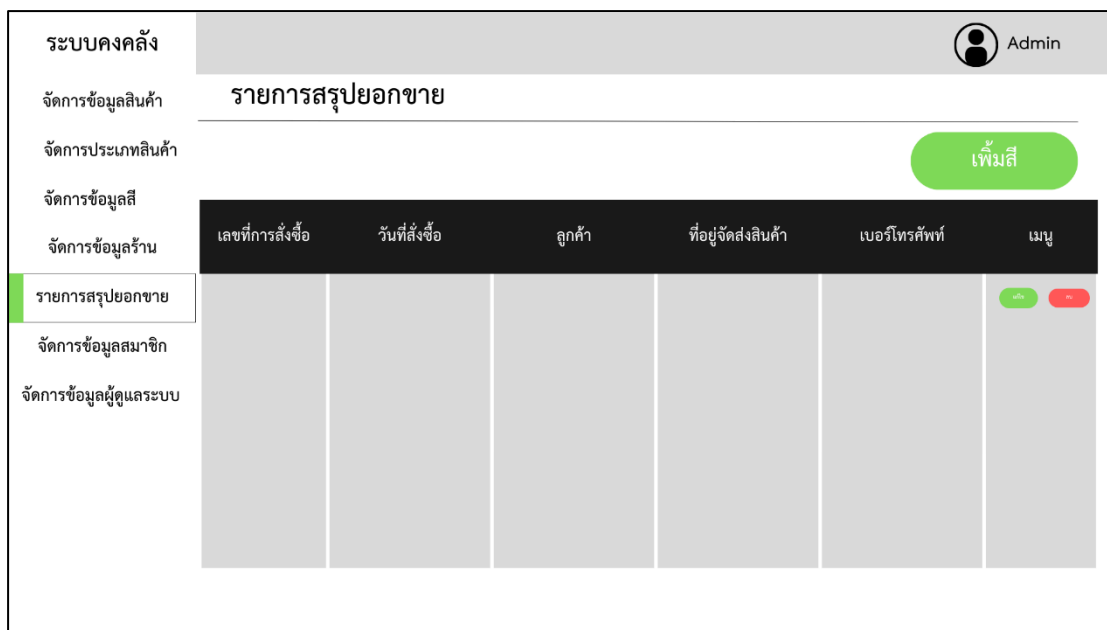 ระบบคงคลัง
Admin
จัดการข้อมูลสินค้า
จัดการประเภทสินค้า
จัดการข้อมูลสี
จัดการข้อมูลร้าน
รายการสรุปยอกขาย
จัดการข้อมูลสมาชิก
จัดการข้อมูลผู้ดูแลระบบ
รายการสรุปยอกขาย
เพิ้มสี
เลขที่การสั่งซื้อ วันที่สั่งซื้อ ลูกค้า ที่อยู่จัดส่งสินค้า เบอร์โทรศัพท์ เมนู